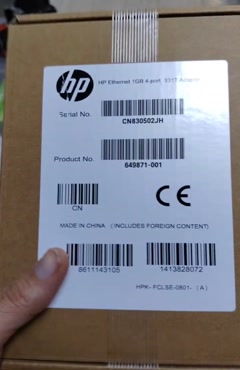 hp
HP Ethernet 1GB 4-port 331T Adapter
Serial No.
CN830502JH
Product No.
649871-001
CN
CE
MADE IN CHINA (INCLUDES FOREIGN CONTENT)
8611143105
1413828072
HPK- FCLSE-0801- (A)